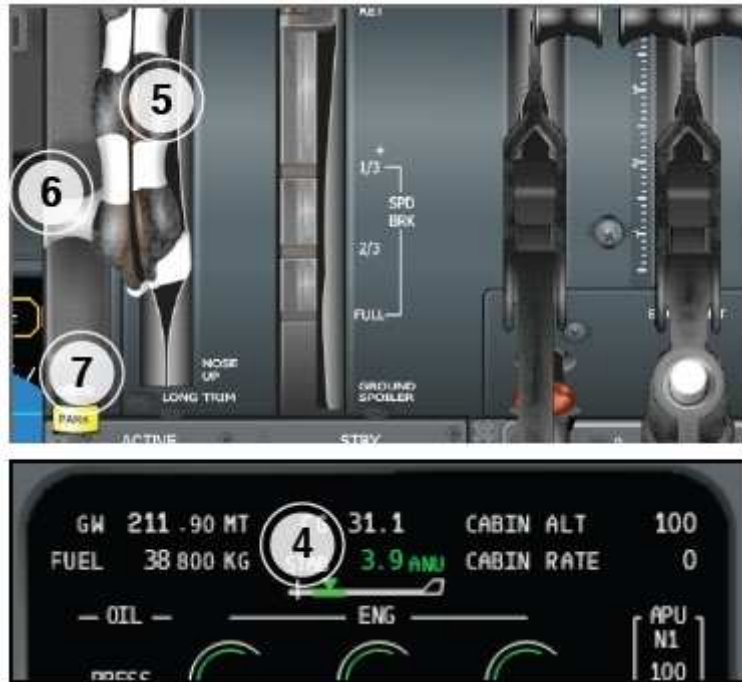 5
1/3
SPD
BRK
6
2/3
FULL
7
NOSE
UP
LONG TRIM
GROUND
SPOILER
PARK
ACTIVE
STBY
GW 211.90 MT 31.1 CABIN ALT 100
4
FUEL 38 800 KG 3.9 ANU CABIN RATE 0
OIL ENG APU
N1
PRESS 100